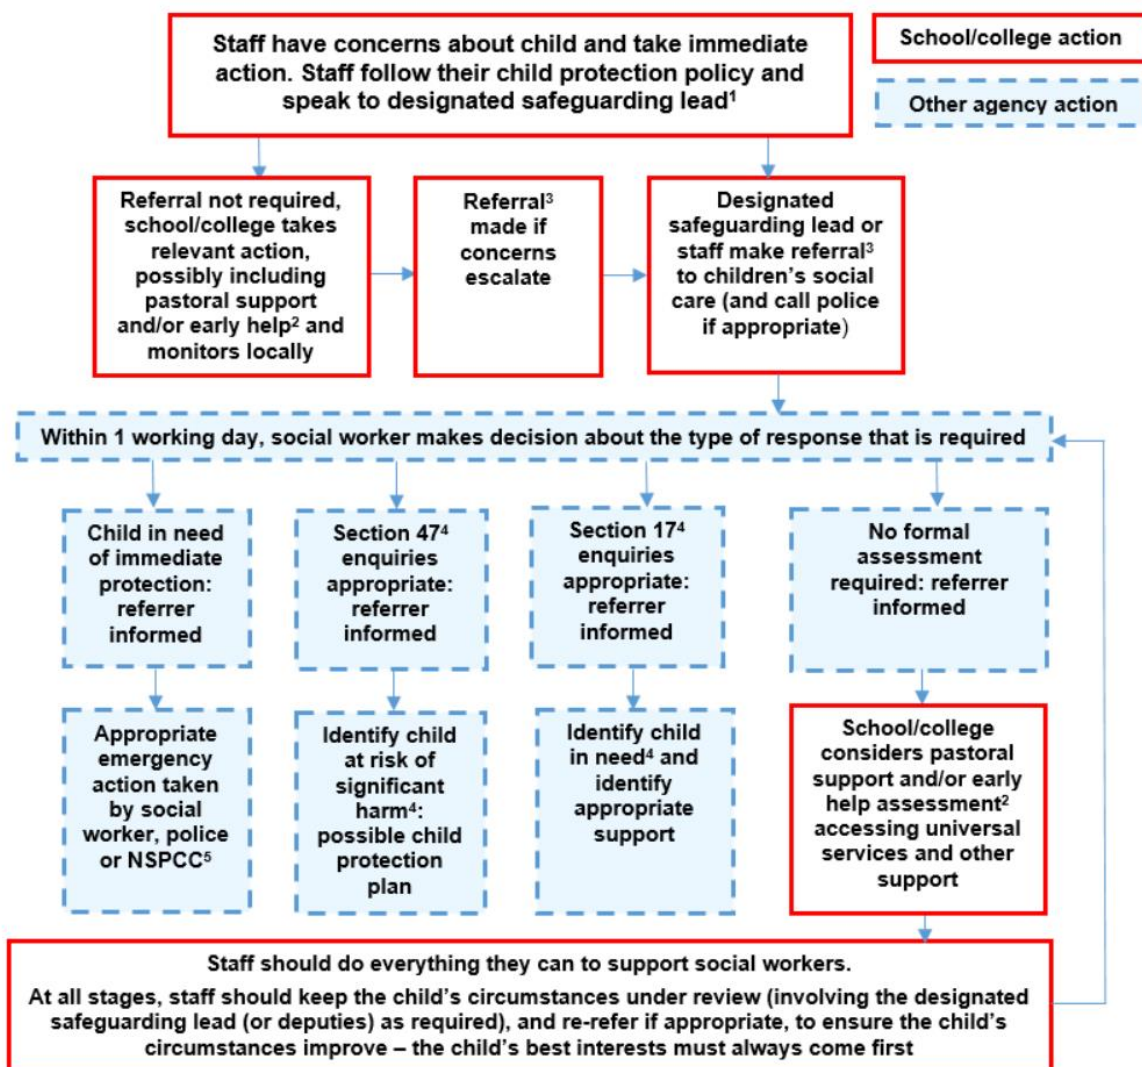 Staff have concerns about child and take immediate
action. Staff follow their child protection policy and
speak to designated safeguarding lead¹
School/college action
Other agency action
Referral not required,
school/college takes
relevant action,
possibly including
pastoral support
and/or early help² and
monitors locally
Referral³
made if
concerns
escalate
Designated
safeguarding lead or
staff make referral³
to children’s social
care (and call police
if appropriate)
Within 1 working day, social worker makes decision about the type of response that is required
Child in need
of immediate
protection:
referrer
informed
Section 47⁴
enquiries
appropriate:
referrer
informed
Section 17⁴
enquiries
appropriate:
referrer
informed
No formal
assessment
required: referrer
informed
Appropriate
emergency
action taken
by social
worker, police
or NSPCC⁵
Identify child
at risk of
significant
harm⁴:
possible child
protection
plan
Identify child
in need⁴ and
identify
appropriate
support
School/college
considers pastoral
support and/or early
help assessment²
accessing universal
services and other
support
Staff should do everything they can to support social workers.
At all stages, staff should keep the child’s circumstances under review (involving the designated
safeguarding lead (or deputies) as required), and re-refer if appropriate, to ensure the child’s
circumstances improve – the child’s best interests must always come first